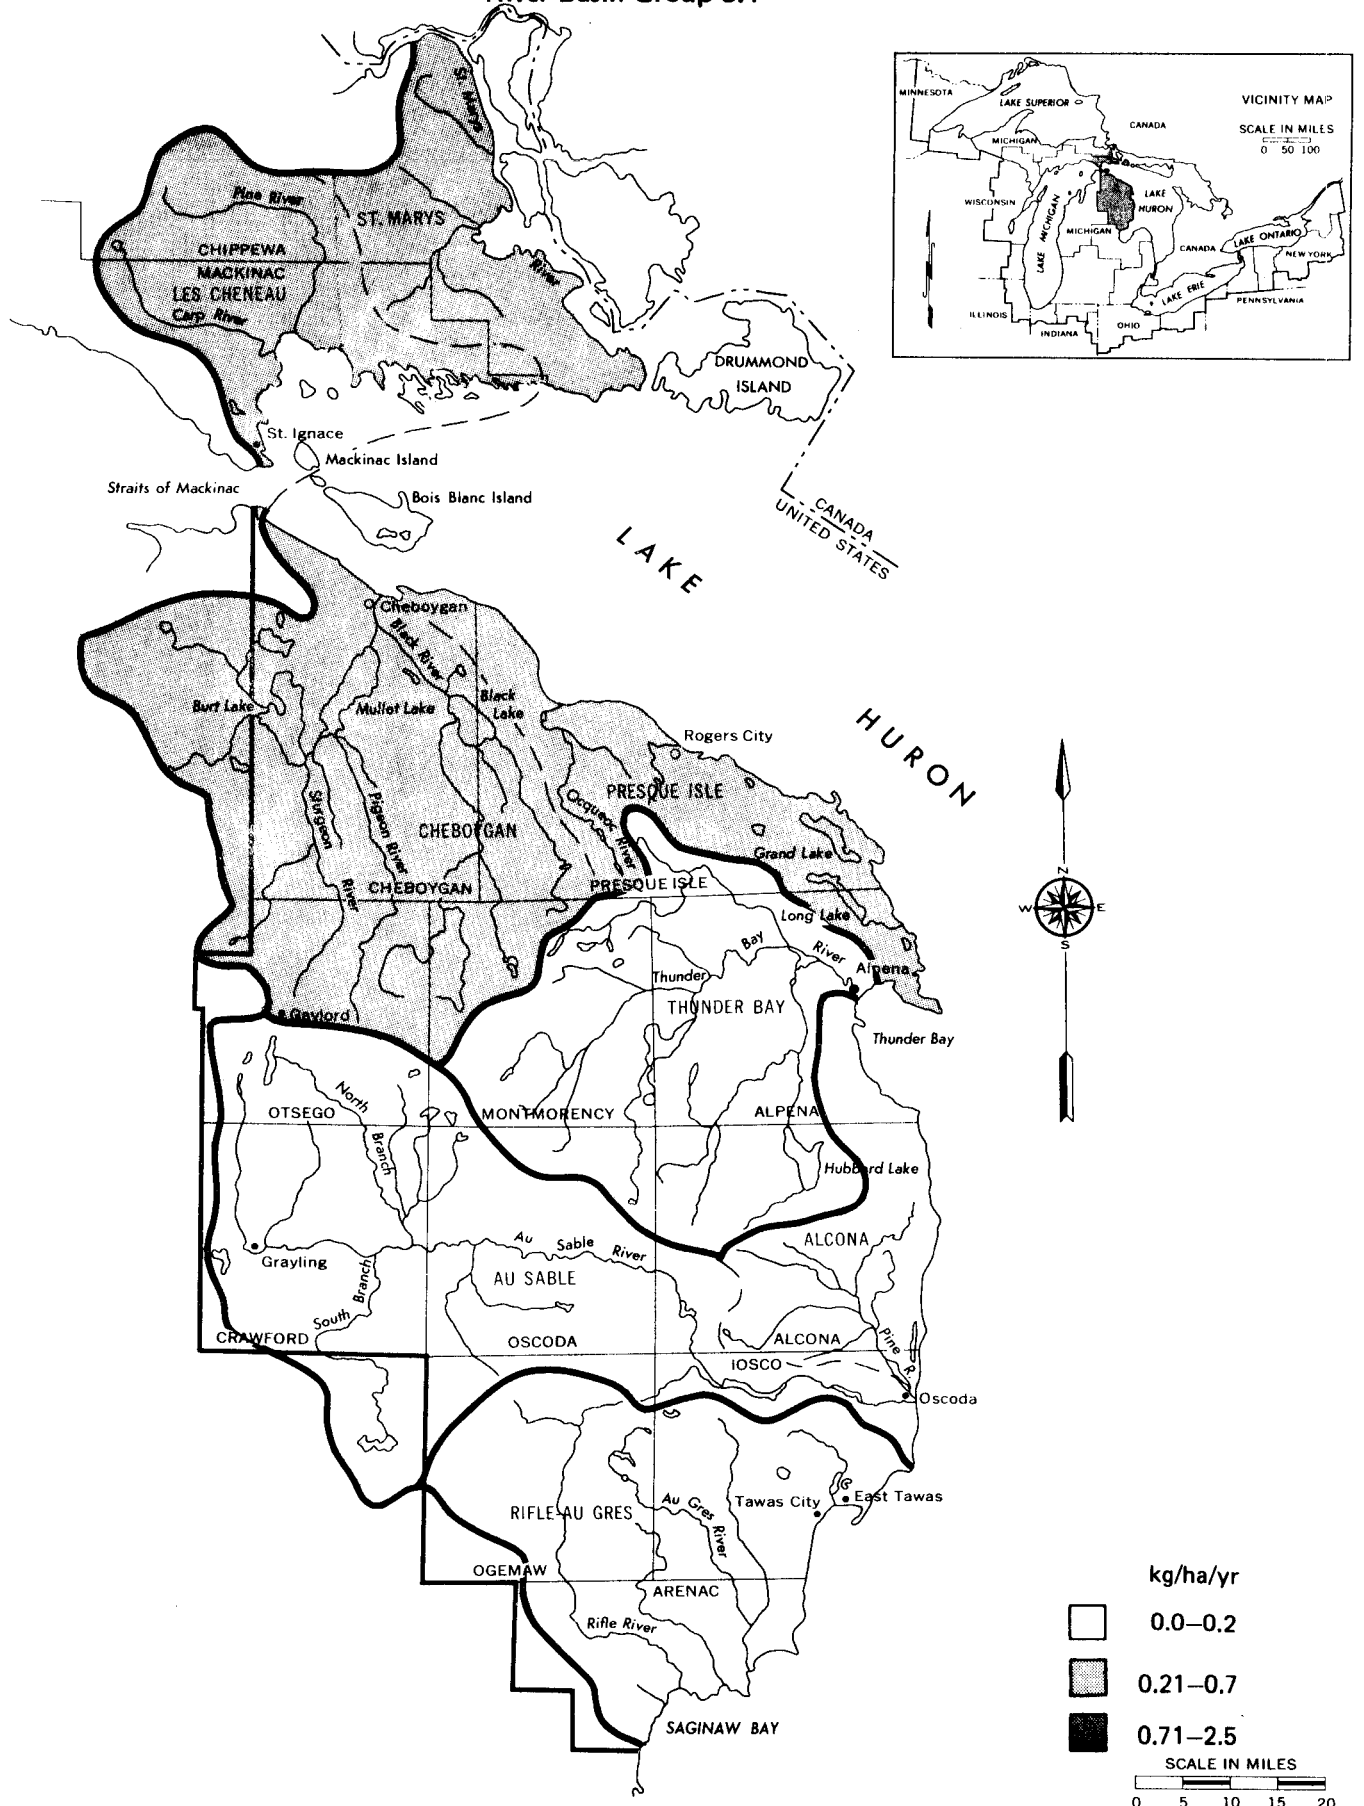 VICINITY MAP
SCALE IN MILES
0 50 100
MINNESOTA
LAKE SUPERIOR
CANADA
MICHIGAN
WISCONSIN
LAKE MICHIGAN
MICHIGAN
LAKE
HURON
CANADA
LAKE ONTARIO
NEW YORK
LAKE ERIE
PENNSYLVANIA
ILLINOIS
INDIANA
OHIO
St. Marys
Pine River
ST. MARYS
CHIPPEWA
MACKINAC
LES CHENEAU
Carp River
River
DRUMMOND
ISLAND
St. Ignace
Mackinac Island
Straits of Mackinac
Bois Blanc Island
CANADA
UNITED STATES
LAKE
HURON
Cheboygan
Black River
Burt Lake
Mullet Lake
Black
Lake
Rogers City
PRESQUE ISLE
Sturgeon
River
Pigeon River
Ocqueoc River
CHEBOYGAN
Grand Lake
CHEBOYGAN
PRESQUE ISLE
Long Lake
N
W E
S
Thunder
Bay
River
Alpena
THUNDER BAY
Gaylord
Thunder Bay
OTSEGO
North
Branch
MONTMORENCY
ALPENA
Hubbard Lake
Grayling
Au Sable River
ALCONA
AU SABLE
South Branch
CRAWFORD
OSCODA
ALCONA
IOSCO
Pine R.
Oscoda
RIFLE-AU GRES
Au Gres River
Tawas City
East Tawas
OGEMAW
ARENAC
Rifle River
SAGINAW BAY
kg/ha/yr
0.0–0.2
0.21–0.7
0.71–2.5
SCALE IN MILES
0 5 10 15 20